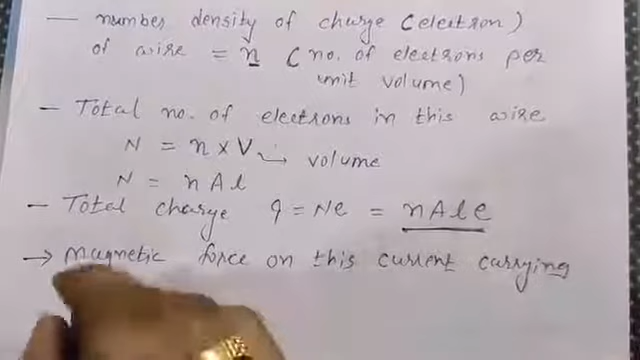 — number density of charge (electron)
of wire = n (no. of electrons per
unit volume)
- Total no. of electrons in this wire
N = n x V → volume
N = n A l
- Total charge q = Ne = nAle
→ Magnetic force on this current carrying